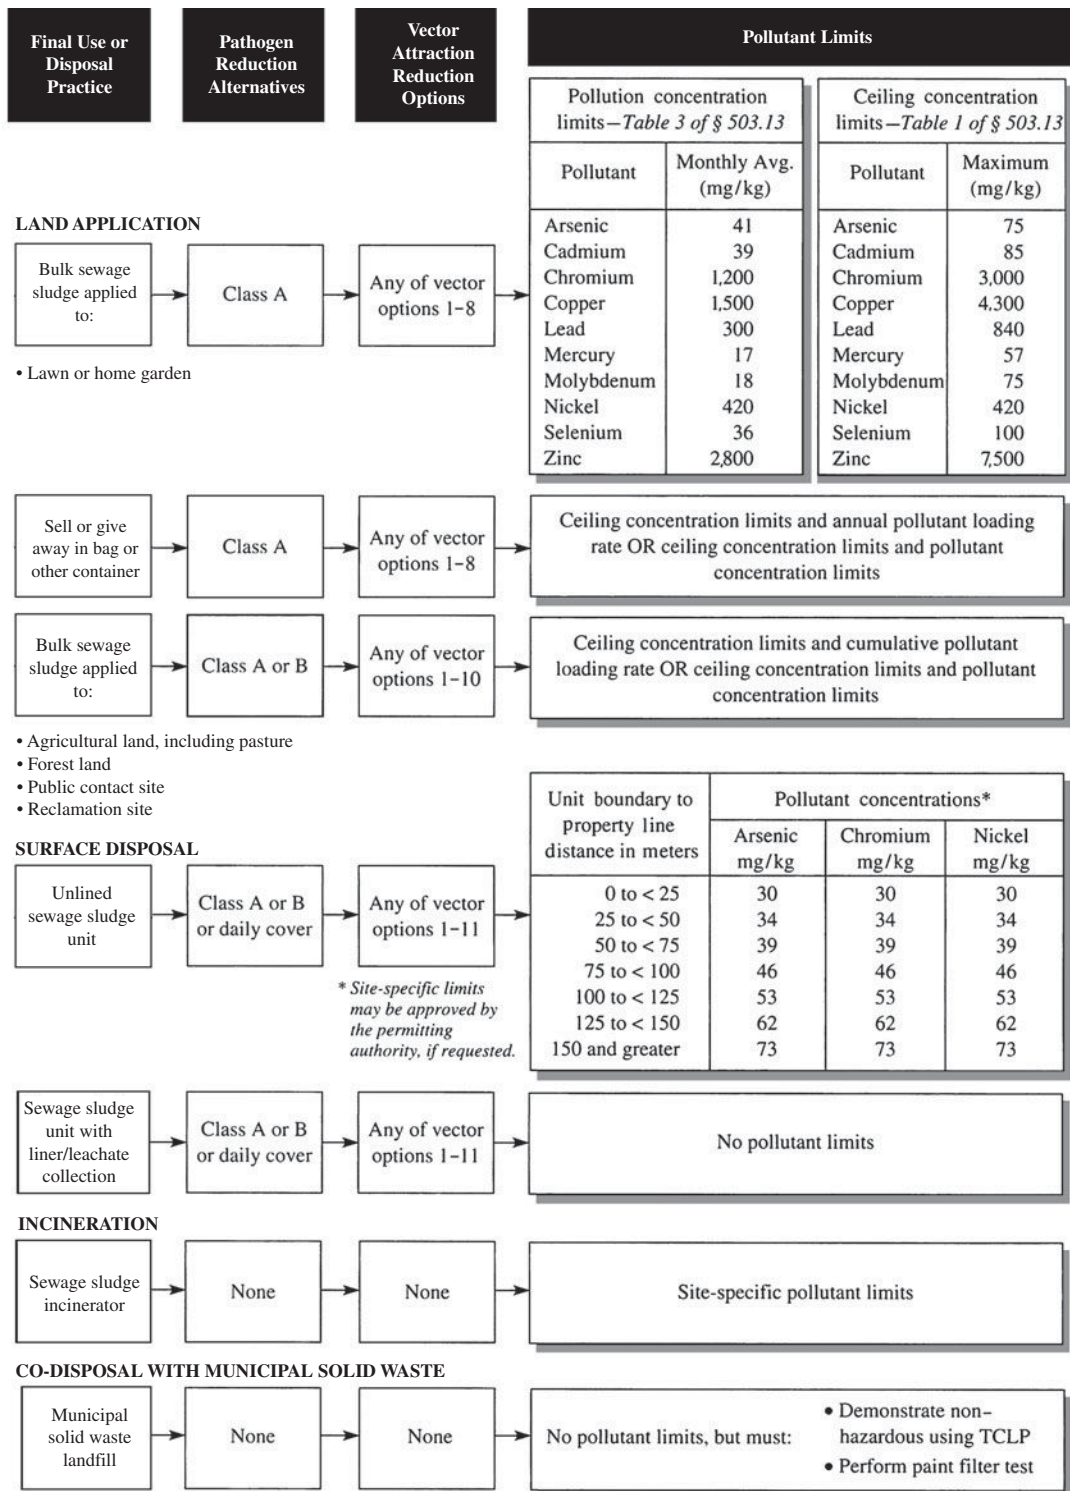 Final Use or
Disposal
Practice
Pathogen
Reduction
Alternatives
Vector
Attraction
Reduction
Options
Pollutant Limits
Pollution concentration
limits—Table 3 of § 503.13
Pollutant
Monthly Avg.
(mg/kg)
Arsenic 41
Cadmium 39
Chromium 1,200
Copper 1,500
Lead 300
Mercury 17
Molybdenum 18
Nickel 420
Selenium 36
Zinc 2,800
Ceiling concentration
limits—Table 1 of § 503.13
Pollutant
Maximum
(mg/kg)
Arsenic 75
Cadmium 85
Chromium 3,000
Copper 4,300
Lead 840
Mercury 57
Molybdenum 75
Nickel 420
Selenium 100
Zinc 7,500
LAND APPLICATION
Bulk sewage
sludge applied
to:
Class A
Any of vector
options 1–8
• Lawn or home garden
Sell or give
away in bag or
other container
Class A
Any of vector
options 1–8
Ceiling concentration limits and annual pollutant loading
rate OR ceiling concentration limits and pollutant
concentration limits
Bulk sewage
sludge applied
to:
Class A or B
Any of vector
options 1–10
Ceiling concentration limits and cumulative pollutant
loading rate OR ceiling concentration limits and pollutant
concentration limits
• Agricultural land, including pasture
• Forest land
• Public contact site
• Reclamation site
SURFACE DISPOSAL
Unlined
sewage sludge
unit
Class A or B
or daily cover
Any of vector
options 1–11
* Site-specific limits
may be approved by
the permitting
authority, if requested.
Unit boundary to
property line
distance in meters
Pollutant concentrations*
Arsenic
mg/kg
Chromium
mg/kg
Nickel
mg/kg
0 to < 25 30 30 30
25 to < 50 34 34 34
50 to < 75 39 39 39
75 to < 100 46 46 46
100 to < 125 53 53 53
125 to < 150 62 62 62
150 and greater 73 73 73
Sewage sludge
unit with
liner/leachate
collection
Class A or B
or daily cover
Any of vector
options 1–11
No pollutant limits
INCINERATION
Sewage sludge
incinerator
None
None
Site-specific pollutant limits
CO-DISPOSAL WITH MUNICIPAL SOLID WASTE
Municipal
solid waste
landfill
None
None
No pollutant limits, but must:
• Demonstrate non–
hazardous using TCLP
• Perform paint filter test